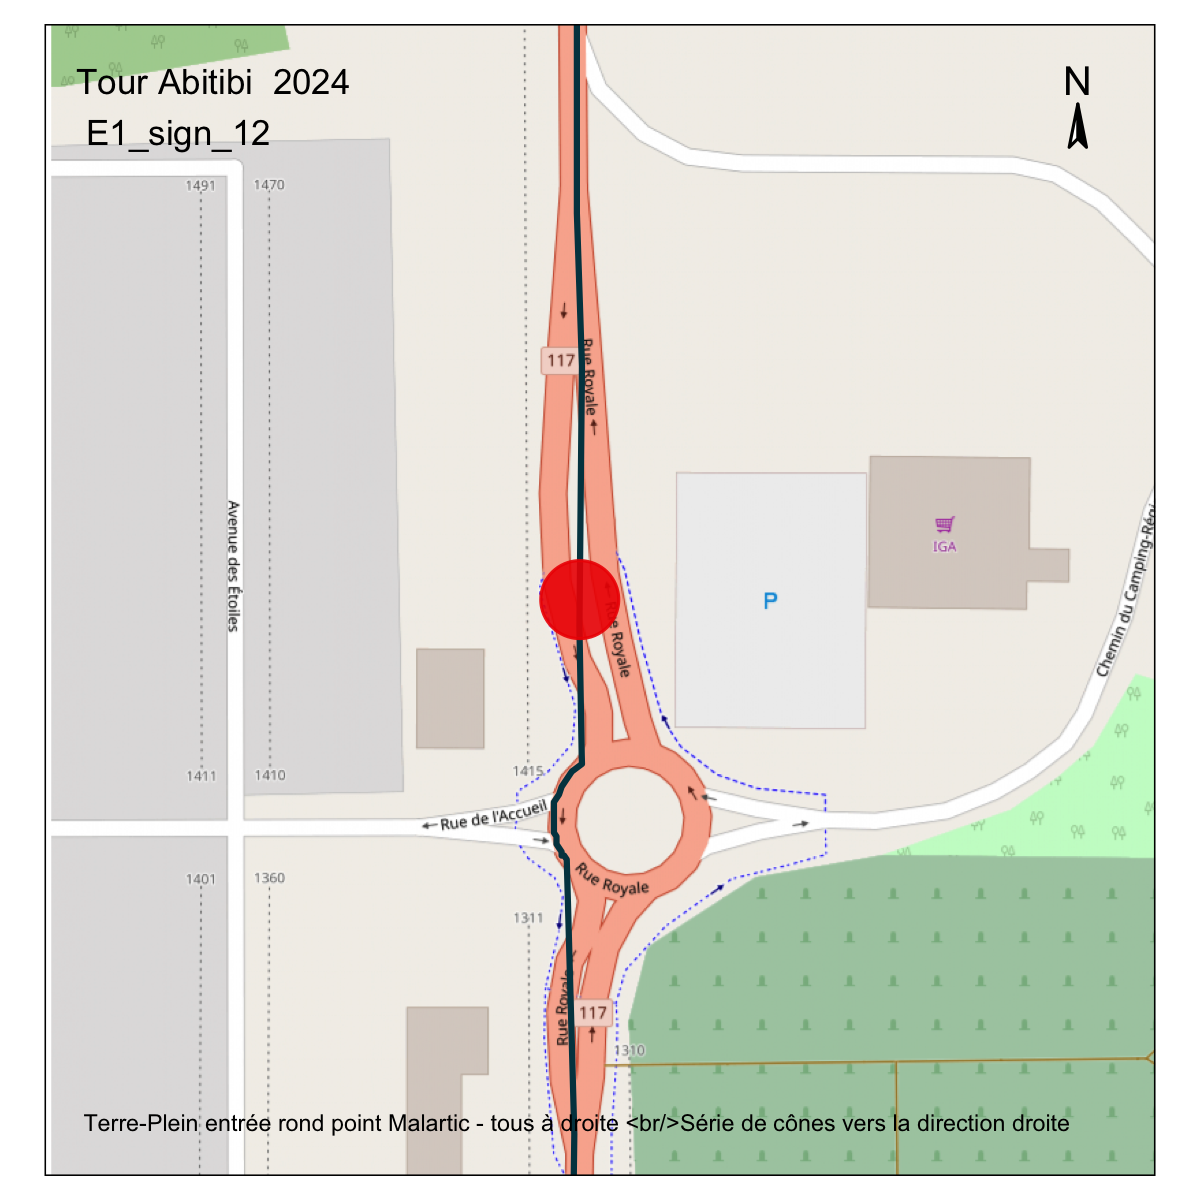 Tour Abitibi  2024
N
E1_sign_12
1491
1470
117
Rue Royale
Avenue des Étoiles
IGA
P
Rue Royale
Chemin du Camping-Régi
1411
1410
1415
Rue de l'Accueil
Rue Royale
1401
1360
1311
Rue Royale
117
1310
Terre-Plein entrée rond point Malartic - tous à droite <br/>Série de cônes vers la direction droite